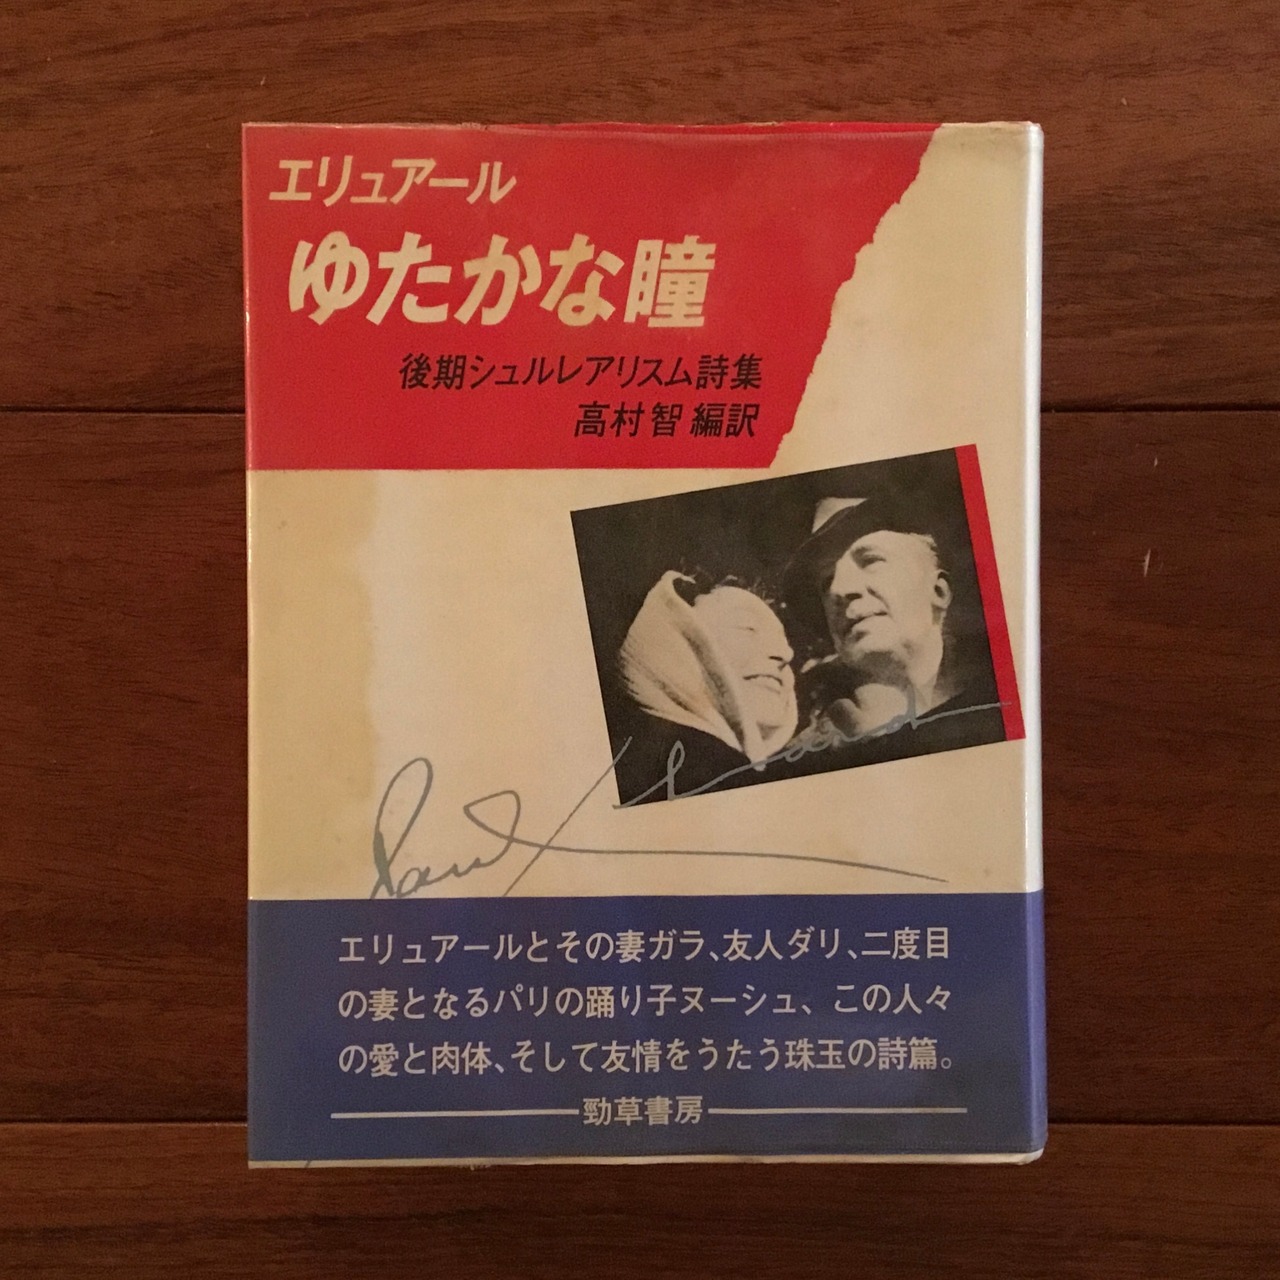 エリュアール
ゆたかな瞳
後期シュルレアリスム詩集
高村智 編訳
Paul Eluard
エリュアールとその妻ガラ、友人ダリ、二度目
の妻となるパリの踊り子ヌーシュ、この人々
の愛と肉体、そして友情をうたう珠玉の詩篇。
勁草書房